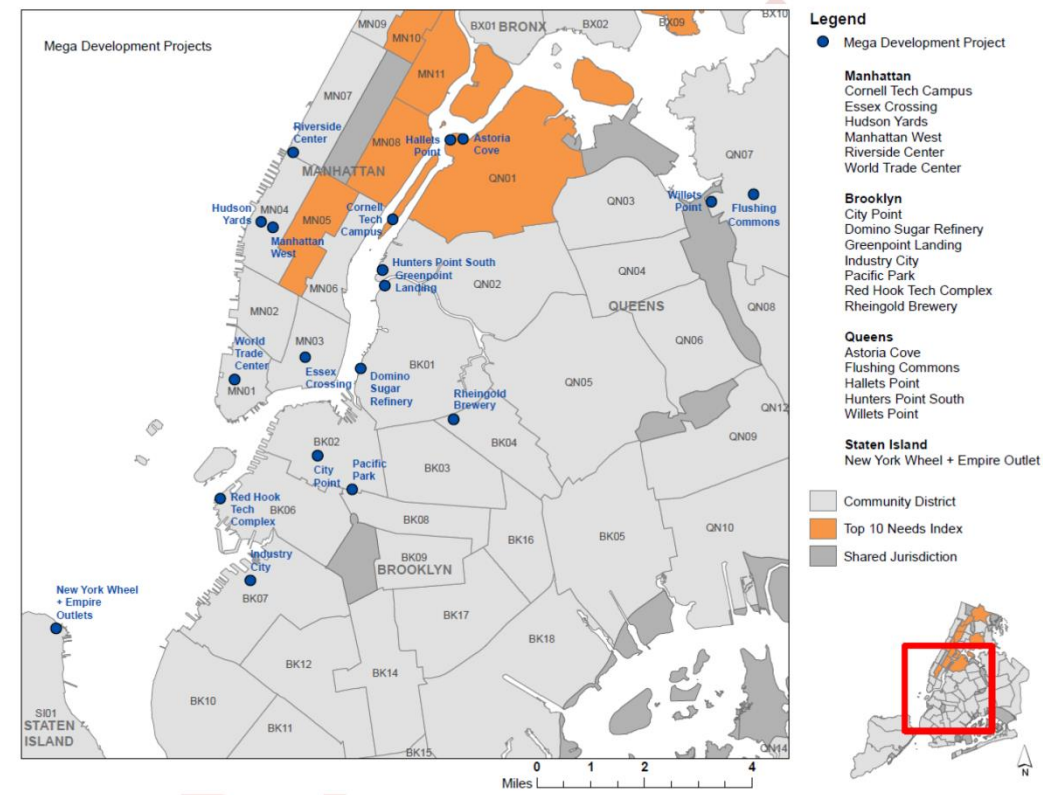 Mega Development Projects
MN09
BX01
BRONX
BX02
BX09
BX10
MN10
MN11
MN07
MN08
Riverside
Center
MANHATTAN
Hallets
Point
Astoria
Cove
QN01
QN07
QN03
Willets
Point
Flushing
Commons
Hudson
Yards
MN04
Manhattan
West
MN05
Cornell
Tech
Campus
Hunters Point South
Greenpoint
Landing
QN02
QN04
QUEENS
QN08
MN06
MN02
MN03
QN06
World
Trade
Center
MN01
Essex
Crossing
Domino
Sugar
Refinery
BK01
QN05
Rheingold
Brewery
QN12
QN09
BK02
City
Point
Pacific
Park
BK03
BK04
Red Hook
Tech
Complex
BK06
BK08
BK16
BK05
QN10
Industry
City
BK07
BK09
BROOKLYN
New York Wheel
+ Empire
Outlets
BK17
BK18
BK12
BK14
BK10
BK11
BK15
QN14
SI01
STATEN
ISLAND
Miles
0
1
2
4
Legend
Mega Development Project
Manhattan
Cornell Tech Campus
Essex Crossing
Hudson Yards
Manhattan West
Riverside Center
World Trade Center
Brooklyn
City Point
Domino Sugar Refinery
Greenpoint Landing
Industry City
Pacific Park
Red Hook Tech Complex
Rheingold Brewery
Queens
Astoria Cove
Flushing Commons
Hallets Point
Hunters Point South
Willets Point
Staten Island
New York Wheel + Empire Outlet
Community District
Top 10 Needs Index
Shared Jurisdiction
N